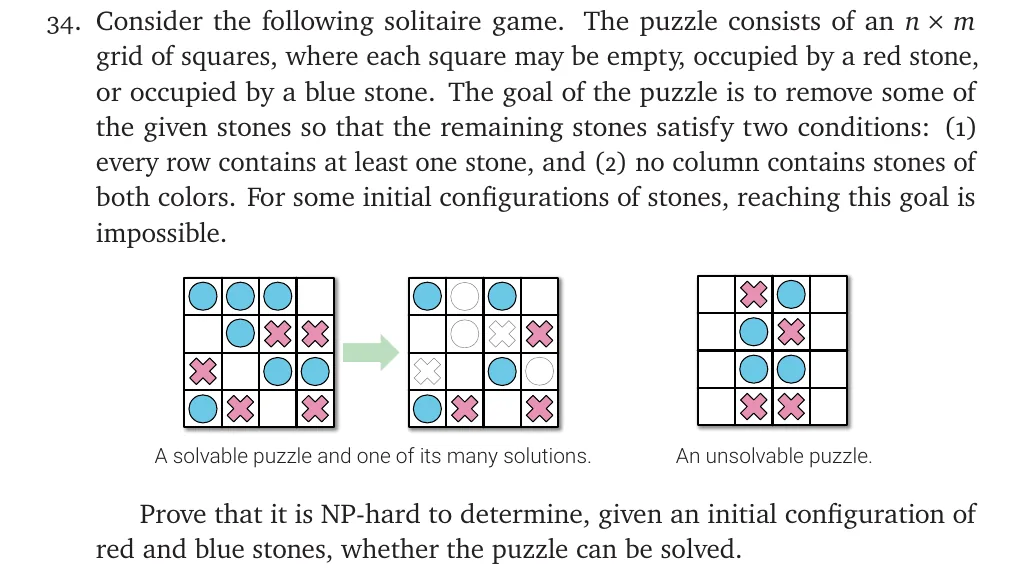 34. Consider the following solitaire game. The puzzle consists of an n × m
grid of squares, where each square may be empty, occupied by a red stone,
or occupied by a blue stone. The goal of the puzzle is to remove some of
the given stones so that the remaining stones satisfy two conditions: (1)
every row contains at least one stone, and (2) no column contains stones of
both colors. For some initial configurations of stones, reaching this goal is
impossible.
A solvable puzzle and one of its many solutions.
An unsolvable puzzle.
Prove that it is NP-hard to determine, given an initial configuration of
red and blue stones, whether the puzzle can be solved.